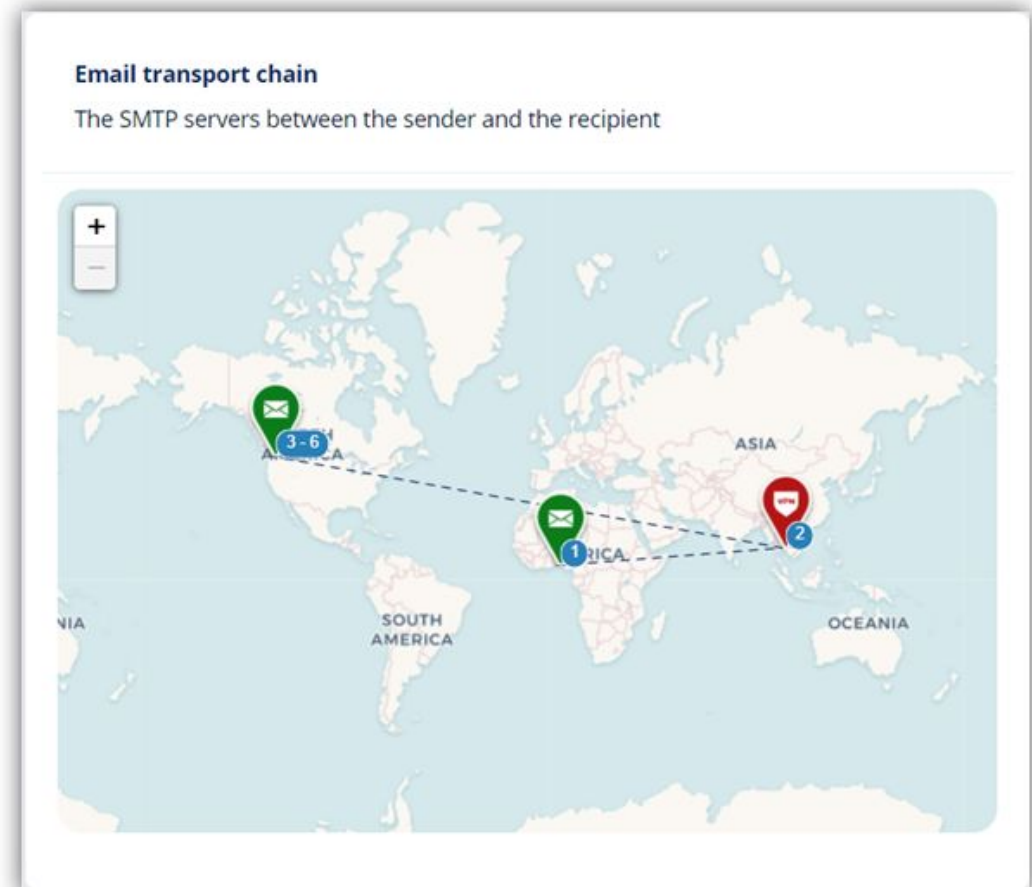 Email transport chain
The SMTP servers between the sender and the recipient
+
−
3 - 6
ASIA
VPN
2
1
SOUTH
AMERICA
OCEANIA